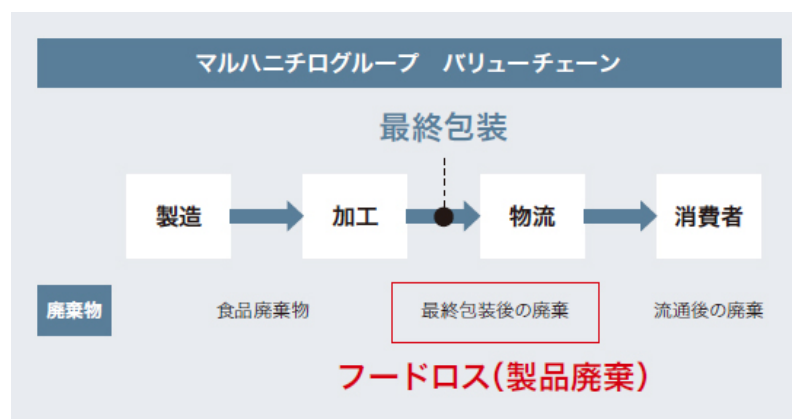 マルハニチログループ　バリューチェーン
最終包装
製造
加工
物流
消費者
廃棄物
食品廃棄物
最終包装後の廃棄
流通後の廃棄
フードロス(製品廃棄)